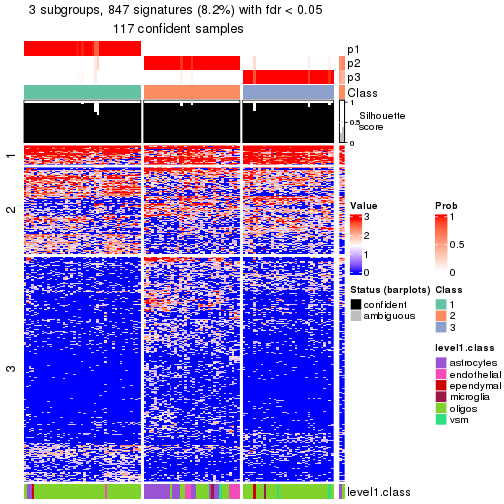 3 subgroups, 847 signatures (8.2%) with fdr < 0.05
117 confident samples
p1
p2
p3
Class
1
0.5
0
Silhouette
score
1
2
3
Value
3
2
1
0
Prob
1
0.5
0
Status (barplots)
confident
ambiguous
Class
1
2
3
level1.class
astrocytes
endothelial
ependymal
microglia
oligos
vsm
level1.class